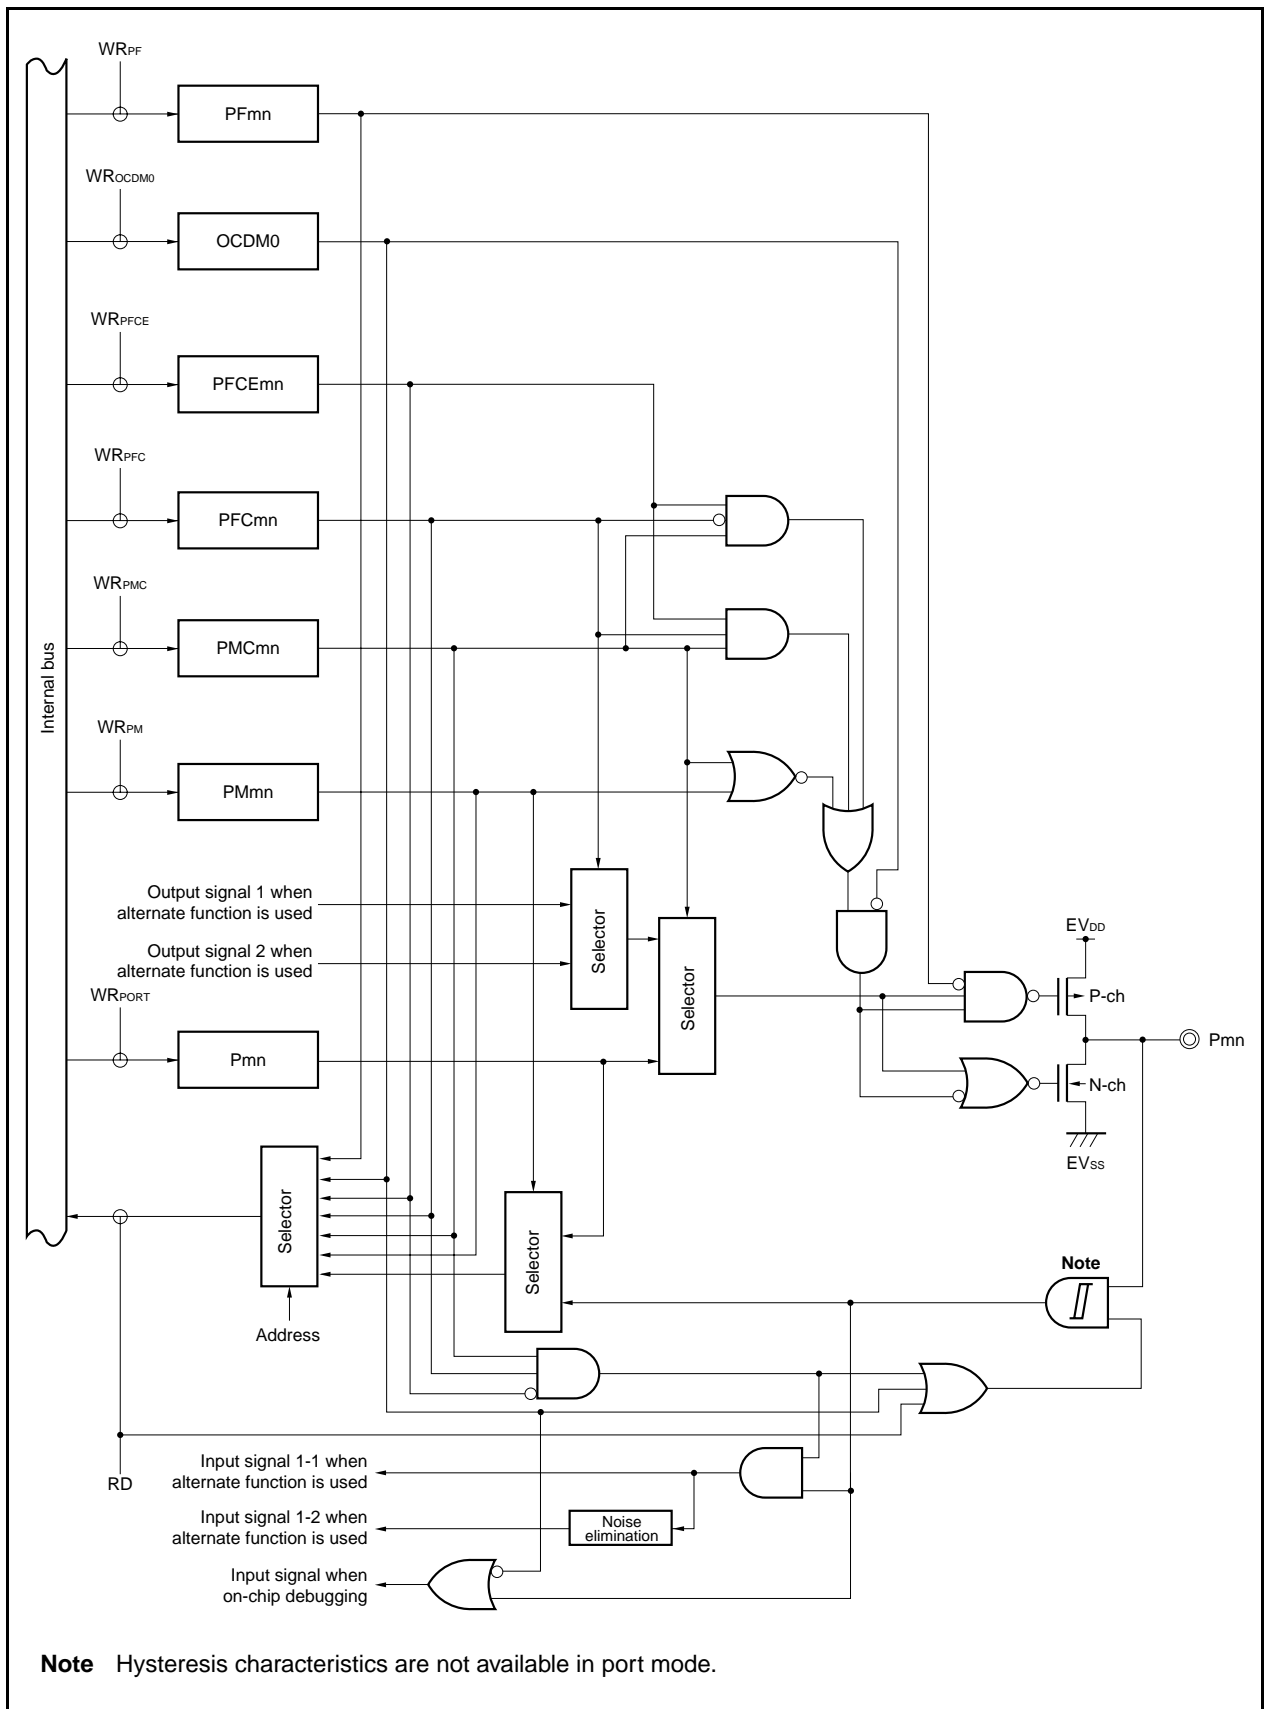 WRPF
PFmn
WROCDM0
OCDM0
WRPFCE
PFCEmn
WRPFC
PFCmn
WRPMC
PMCmn
Internal bus
WRPM
PMmn
Output signal 1 when
alternate function is used
Output signal 2 when
alternate function is used
Selector
Selector
WRPORT
Pmn
EVDD
P-ch
Pmn
N-ch
EVSS
Selector
Selector
Address
Note
RD
Input signal 1-1 when
alternate function is used
Input signal 1-2 when
alternate function is used
Noise
elimination
Input signal when
on-chip debugging
Note Hysteresis characteristics are not available in port mode.